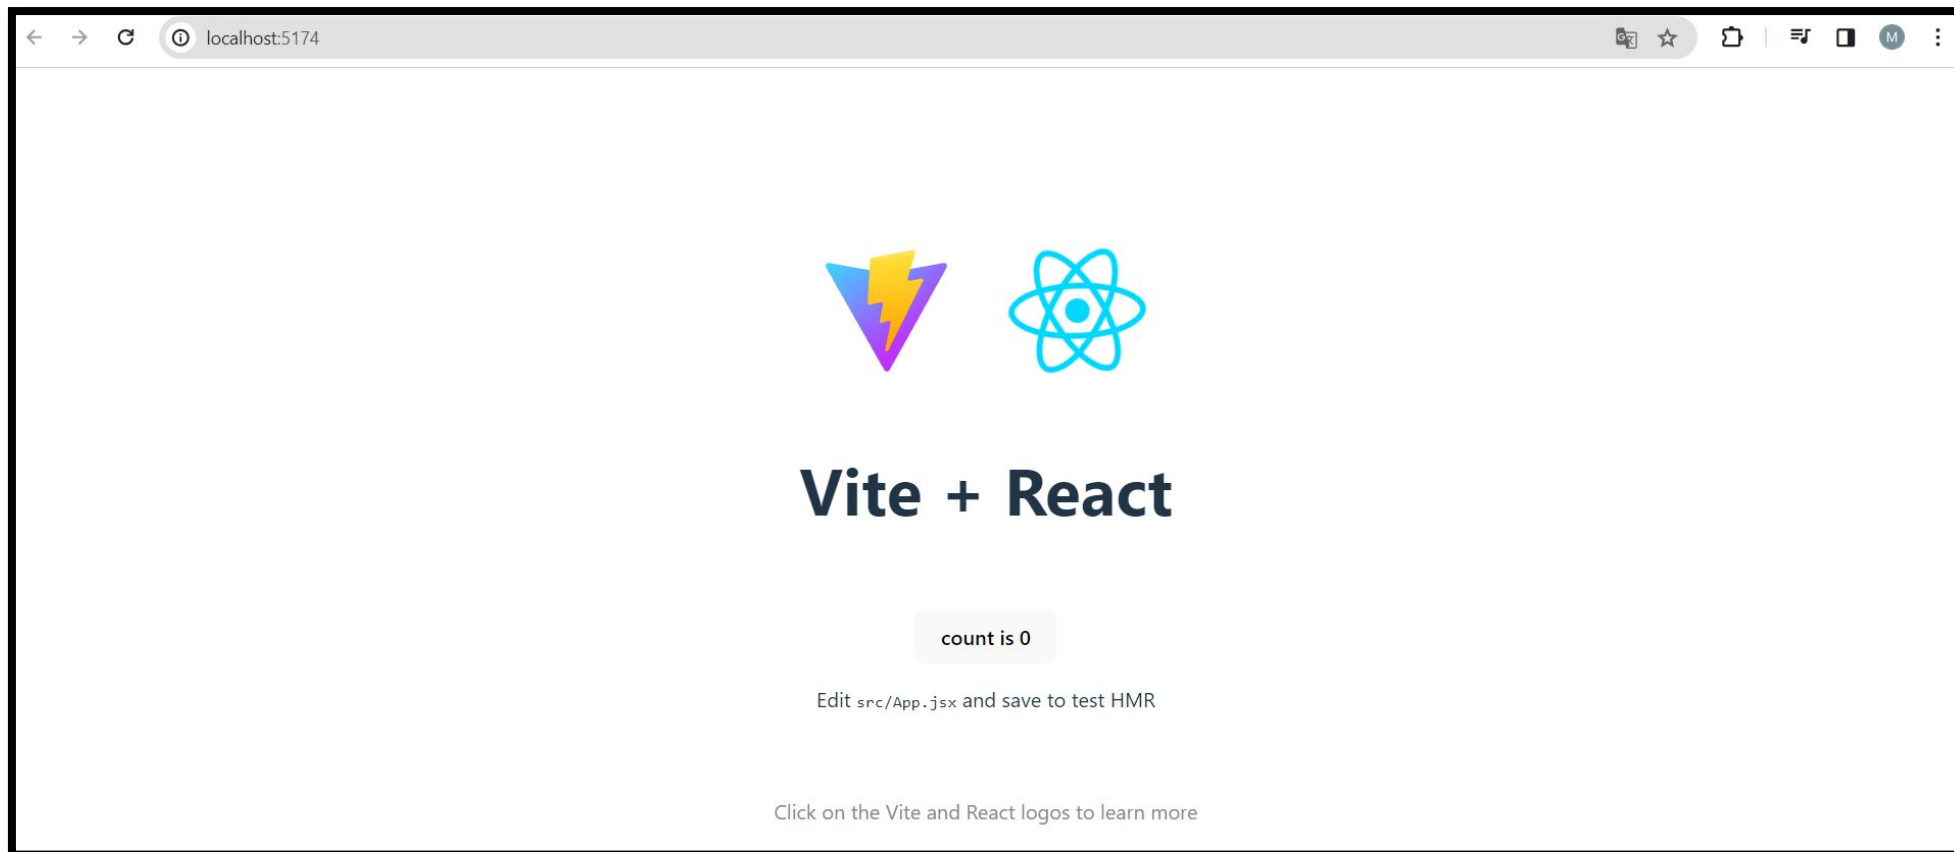 localhost:5174
M
Vite + React
count is 0
Edit src/App.jsx and save to test HMR
Click on the Vite and React logos to learn more